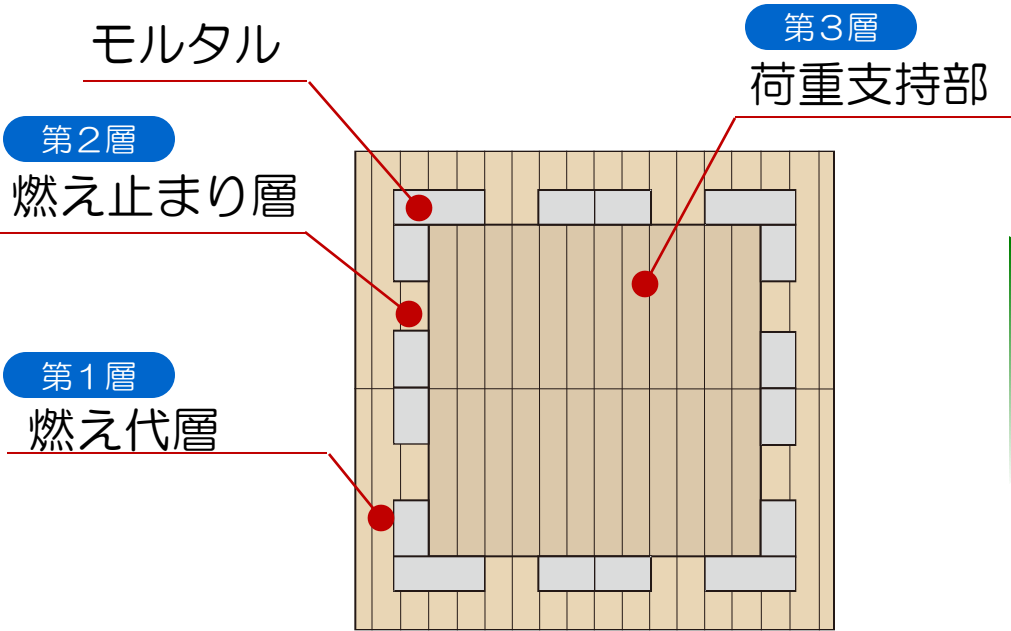 モルタル
第3層
荷重支持部
第2層
燃え止まり層
第1層
燃え代層